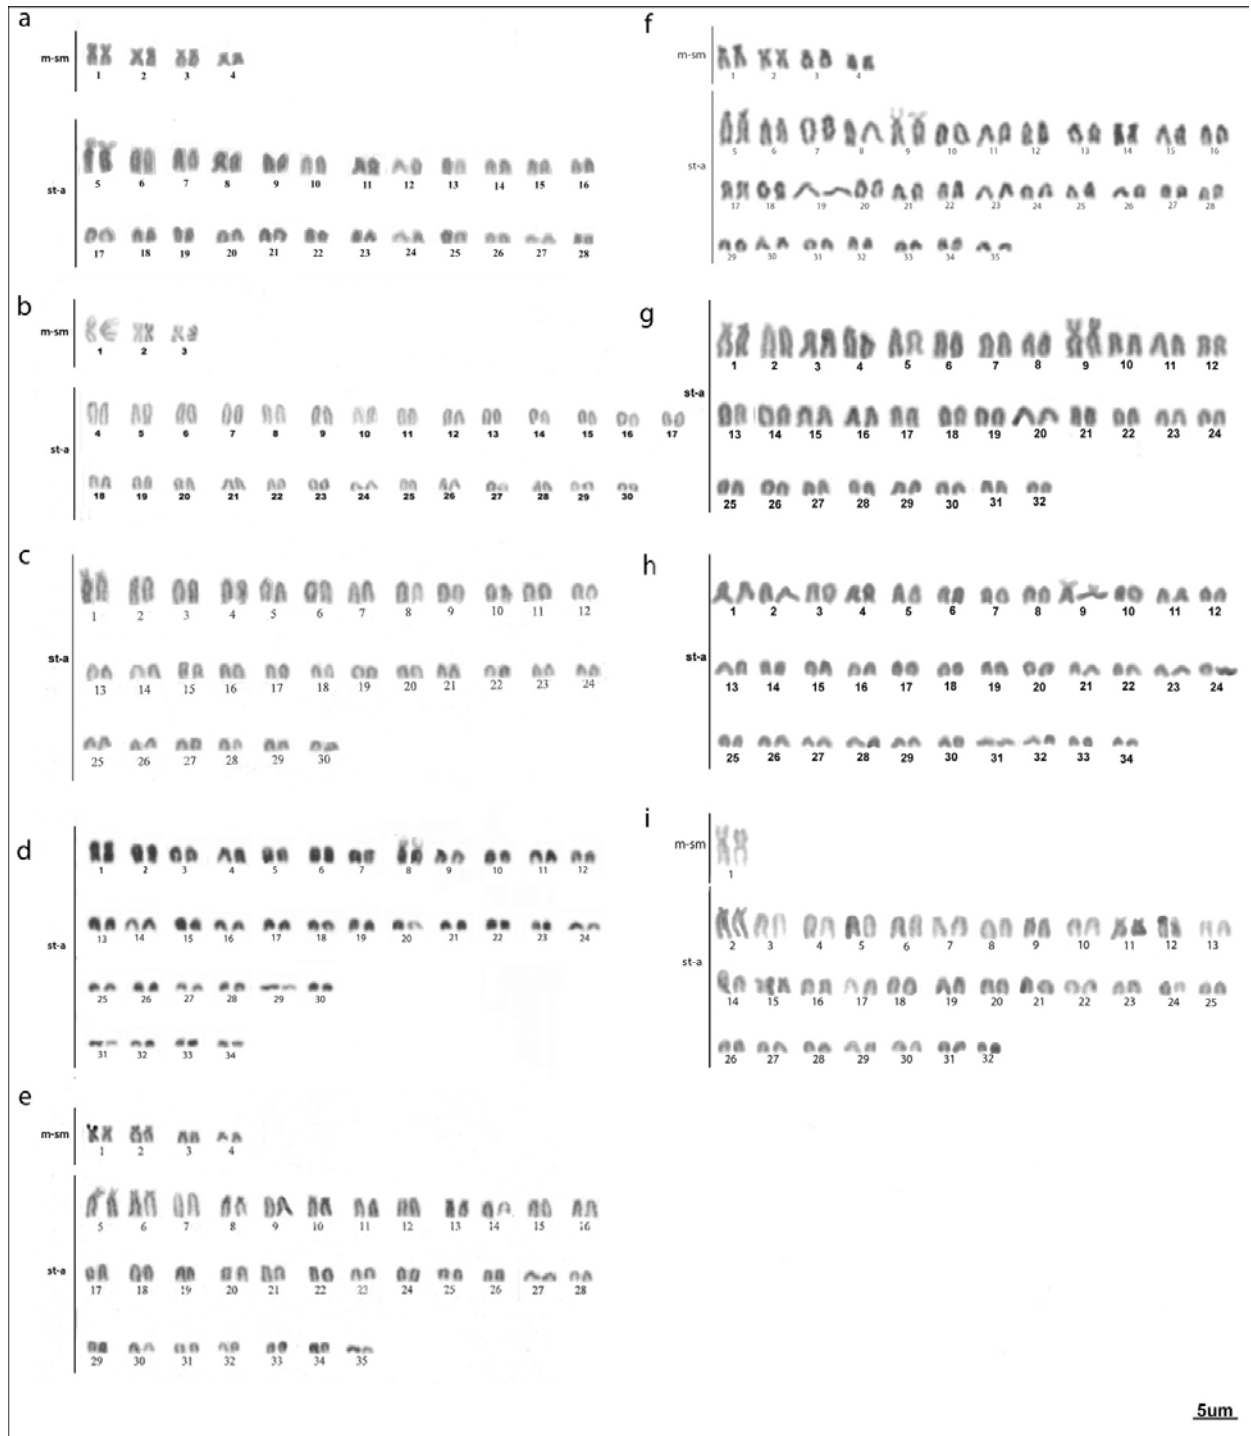 a
m-sm
1 2 3 4
5 6 7 8 9 10 11 12 13 14 15 16
st-a
17 18 19 20 21 22 23 24 25 26 27 28
b
m-sm
1 2 3
4 5 6 7 8 9 10 11 12 13 14 15 16 17
st-a
18 19 20 21 22 23 24 25 26 27 28 29 30
c
1 2 3 4 5 6 7 8 9 10 11 12
st-a
13 14 15 16 17 18 19 20 21 22 23 24
25 26 27 28 29 30
d
1 2 3 4 5 6 7 8 9 10 11 12
13 14 15 16 17 18 19 20 21 22 23 24
st-a
25 26 27 28 29 30
31 32 33 34
e
m-sm
1 2 3 4
5 6 7 8 9 10 11 12 13 14 15 16
st-a
17 18 19 20 21 22 23 24 25 26 27 28
29 30 31 32 33 34 35
f
m-sm
1 2 3 4
5 6 7 8 9 10 11 12 13 14 15 16
st-a
17 18 19 20 21 22 23 24 25 26 27 28
29 30 31 32 33 34 35
g
1 2 3 4 5 6 7 8 9 10 11 12
st-a
13 14 15 16 17 18 19 20 21 22 23 24
25 26 27 28 29 30 31 32
h
1 2 3 4 5 6 7 8 9 10 11 12
st-a
13 14 15 16 17 18 19 20 21 22 23 24
25 26 27 28 29 30 31 32 33 34
i
m-sm
1
2 3 4 5 6 7 8 9 10 11 12 13
st-a
14 15 16 17 18 19 20 21 22 23 24 25
26 27 28 29 30 31 32
5um